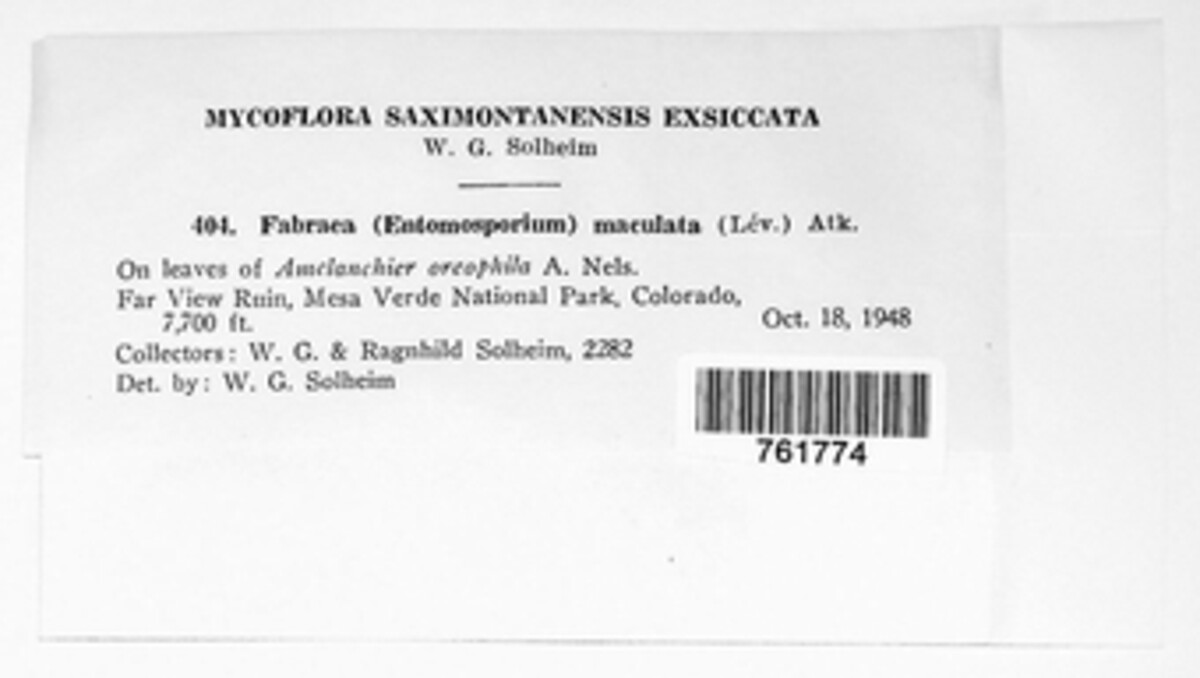 MYCOFLORA SAXIMONTANENSIS EXSICCATA
W. G. Solheim
404. Fabraea (Entomosporium) maculata (Lév.) Atk.
On leaves of Amelanchier oreophila A. Nels.
Far View Ruin, Mesa Verde National Park, Colorado,
7,700 ft.
Oct. 18, 1948
Collectors: W. G. & Ragnhild Solheim, 2282
Det. by: W. G. Solheim
761774